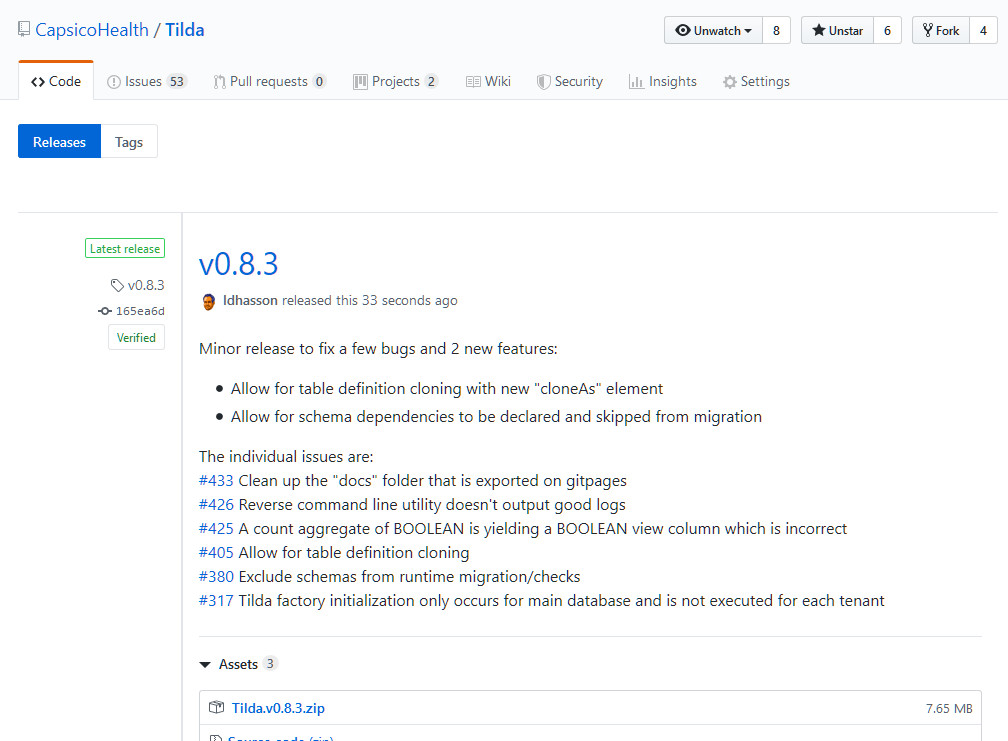 CapsicoHealth / Tilda
Unwatch 8 Unstar 6 Fork 4
Code Issues 53 Pull requests 0 Projects 2 Wiki Security Insights Settings
Releases Tags
Latest release
v0.8.3
165ea6d
Verified
v0.8.3
ldhasson released this 33 seconds ago
Minor release to fix a few bugs and 2 new features:
Allow for table definition cloning with new "cloneAs" element
Allow for schema dependencies to be declared and skipped from migration
The individual issues are:
#433 Clean up the "docs" folder that is exported on gitpages
#426 Reverse command line utility doesn't output good logs
#425 A count aggregate of BOOLEAN is yielding a BOOLEAN view column which is incorrect
#405 Allow for table definition cloning
#380 Exclude schemas from runtime migration/checks
#317 Tilda factory initialization only occurs for main database and is not executed for each tenant
Assets 3
Tilda.v0.8.3.zip 7.65 MB
Source code (zip)